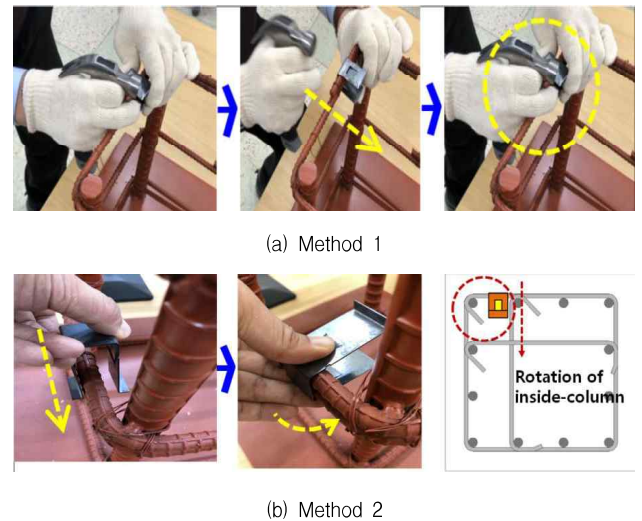 (a) Method 1
Rotation of
inside-column
(b) Method 2